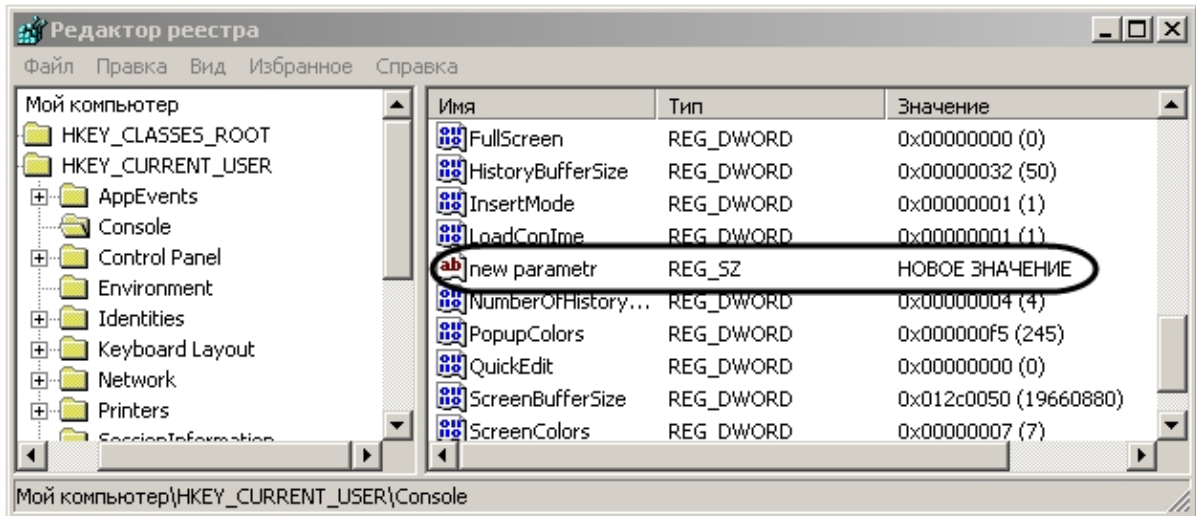 Редактор реестра
Файл Правка Вид Избранное Справка
Мой компьютер
HKEY_CLASSES_ROOT
HKEY_CURRENT_USER
AppEvents
Console
Control Panel
Environment
Identities
Keyboard Layout
Network
Printers
SessionInformation
Имя Тип Значение
FullScreen REG_DWORD 0x00000000 (0)
HistoryBufferSize REG_DWORD 0x00000032 (50)
InsertMode REG_DWORD 0x00000001 (1)
LoadConIme REG_DWORD 0x00000001 (1)
new parametr REG_SZ НОВОЕ ЗНАЧЕНИЕ
NumberOfHistory... REG_DWORD 0x00000004 (4)
PopupColors REG_DWORD 0x000000f5 (245)
QuickEdit REG_DWORD 0x00000000 (0)
ScreenBufferSize REG_DWORD 0x012c0050 (19660880)
ScreenColors REG_DWORD 0x00000007 (7)
Мой компьютер\HKEY_CURRENT_USER\Console